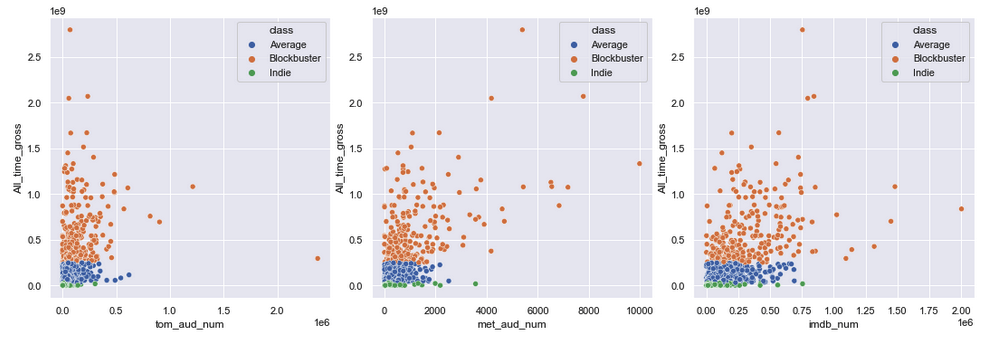 1e9
All_time_gross
2.5
2.0
1.5
1.0
0.5
0.0
class
Average
Blockbuster
Indie
0.0 0.5 1.0 1.5 2.0
1e6
tom_aud_num
1e9
All_time_gross
2.5
2.0
1.5
1.0
0.5
0.0
class
Average
Blockbuster
Indie
0 2000 4000 6000 8000 10000
met_aud_num
1e9
All_time_gross
2.5
2.0
1.5
1.0
0.5
0.0
class
Average
Blockbuster
Indie
0.00 0.25 0.50 0.75 1.00 1.25 1.50 1.75 2.00
1e6
imdb_num